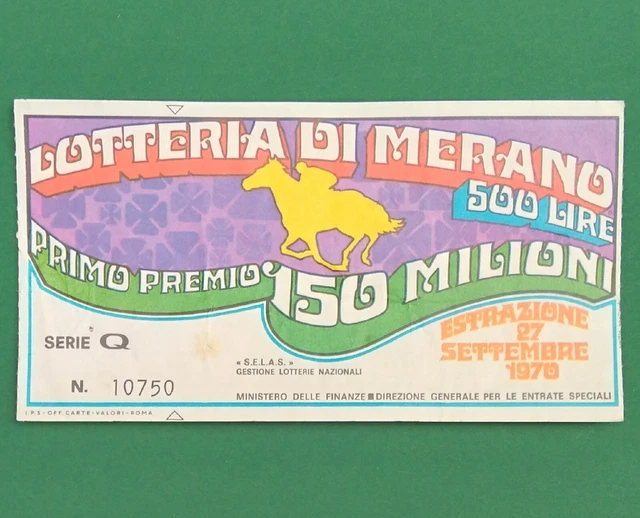 LOTTERIA DI MERANO
500 LIRE
PRIMO PREMIO 150 MILIONI
ESTRAZIONE
27
SETTEMBRE
1970
SERIE Q
N. 10750
« S.E.L.A.S. »
GESTIONE LOTTERIE NAZIONALI
MINISTERO DELLE FINANZE ■ DIREZIONE GENERALE PER LE ENTRATE SPECIALI
I.P.S - OFF. CARTE - VALORI - ROMA